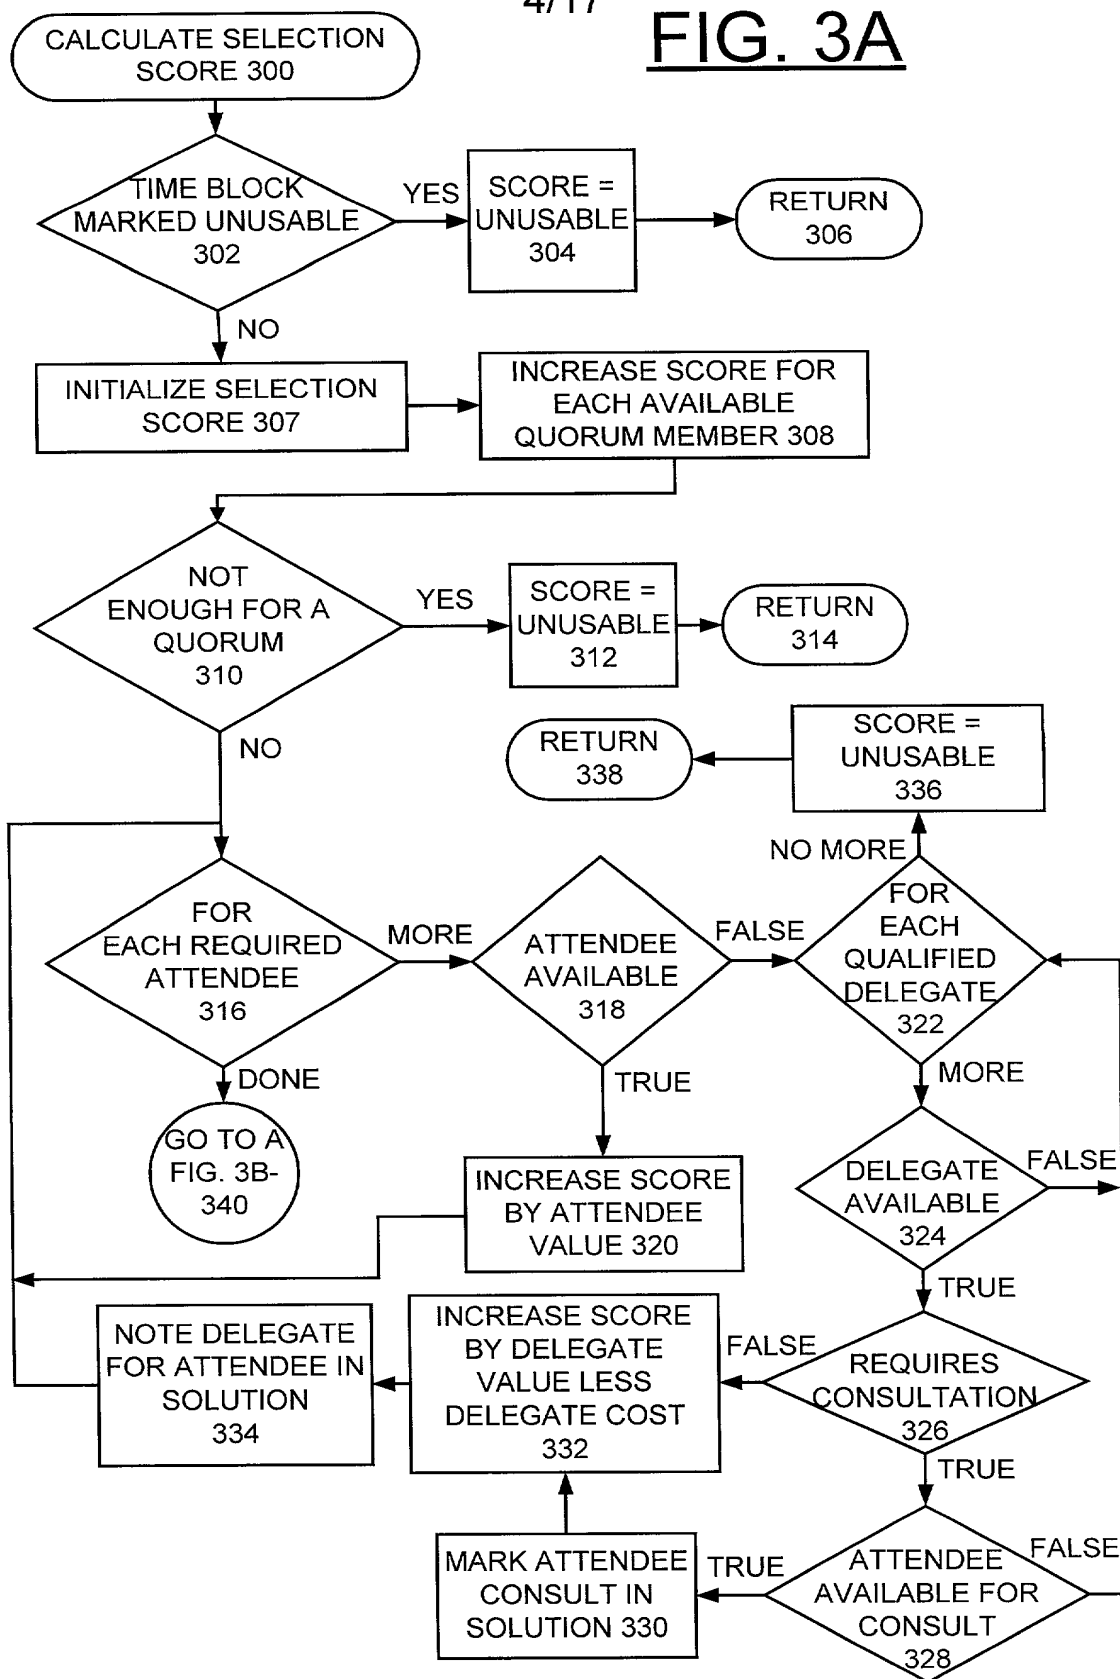 4/17
FIG. 3A
CALCULATE SELECTION
SCORE 300
TIME BLOCK
MARKED UNUSABLE
302
YES
SCORE =
UNUSABLE
304
RETURN
306
NO
INITIALIZE SELECTION
SCORE 307
INCREASE SCORE FOR
EACH AVAILABLE
QUORUM MEMBER 308
NOT
ENOUGH FOR A
QUORUM
310
YES
SCORE =
UNUSABLE
312
RETURN
314
NO
RETURN
338
SCORE =
UNUSABLE
336
NO MORE
FOR
EACH REQUIRED
ATTENDEE
316
MORE
ATTENDEE
AVAILABLE
318
FALSE
FOR
EACH
QUALIFIED
DELEGATE
322
DONE
TRUE
MORE
GO TO A
FIG. 3B-
340
INCREASE SCORE
BY ATTENDEE
VALUE 320
DELEGATE
AVAILABLE
324
FALSE
TRUE
NOTE DELEGATE
FOR ATTENDEE IN
SOLUTION
334
INCREASE SCORE
BY DELEGATE
VALUE LESS
DELEGATE COST
332
FALSE
REQUIRES
CONSULTATION
326
TRUE
MARK ATTENDEE
CONSULT IN
SOLUTION 330
TRUE
ATTENDEE
AVAILABLE FOR
CONSULT
328
FALSE